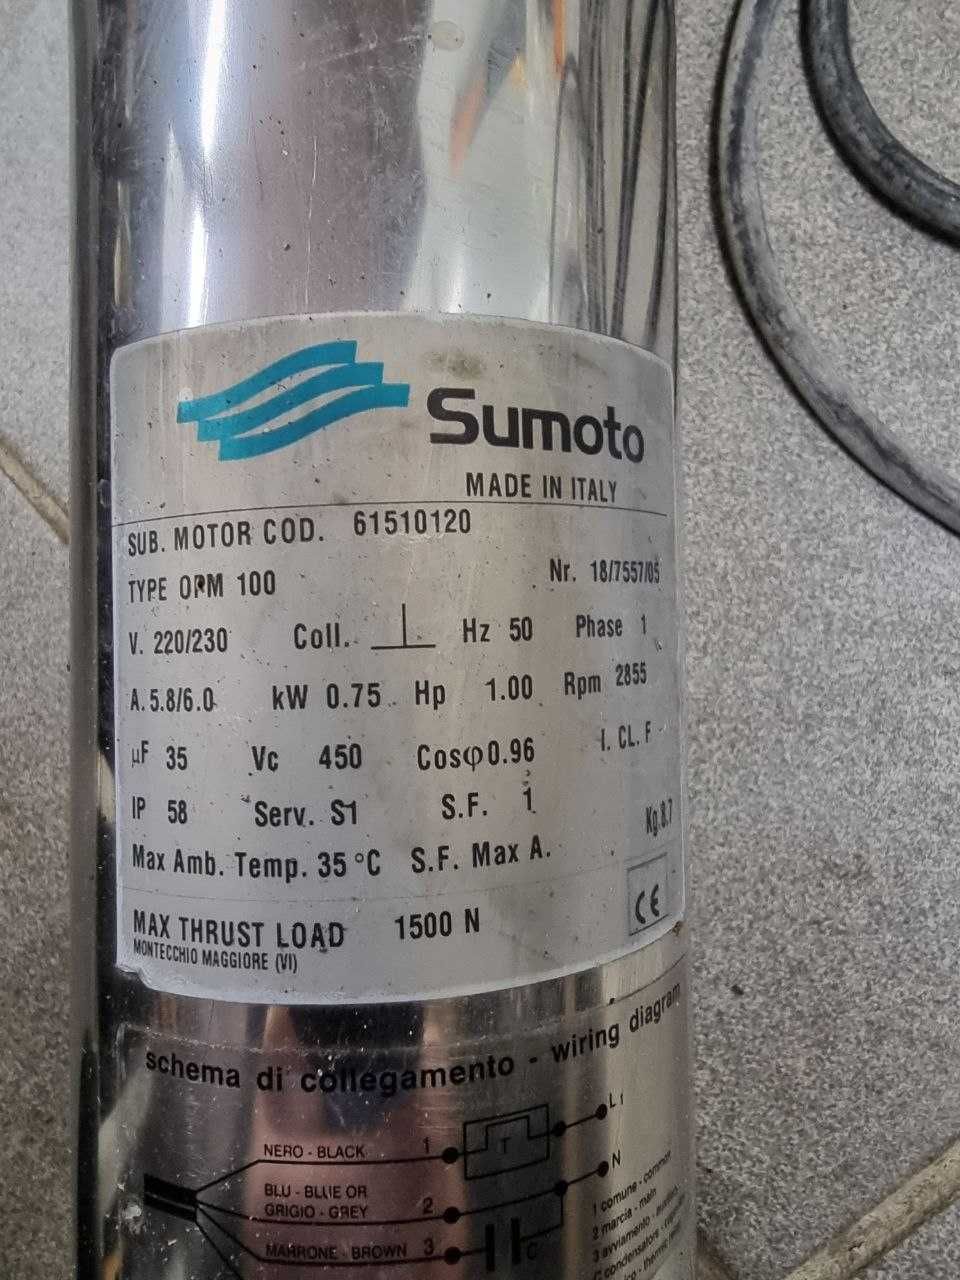 Sumoto
MADE IN ITALY
SUB. MOTOR COD. 61510120
TYPE OPM 100 Nr. 18/7557/05
V. 220/230 Coll. Hz 50 Phase 1
A. 5.8/6.0 kW 0.75 Hp 1.00 Rpm 2855
µF 35 Vc 450 Cosφ 0.96 I. CL. F
IP 58 Serv. S1 S.F. 1 Kg. 8.7
Max Amb. Temp. 35 °C S.F. Max A.
MAX THRUST LOAD 1500 N
MONTECCHIO MAGGIORE (VI)
CE
schema di collegamento - wiring diagram
NERO - BLACK 1 T L1
BLU - BLUE OR
GRIGIO - GREY 2 N
MARRONE - BROWN 3 C
1 comune - common
2 marcia - main
3 avviamento
C condensatore